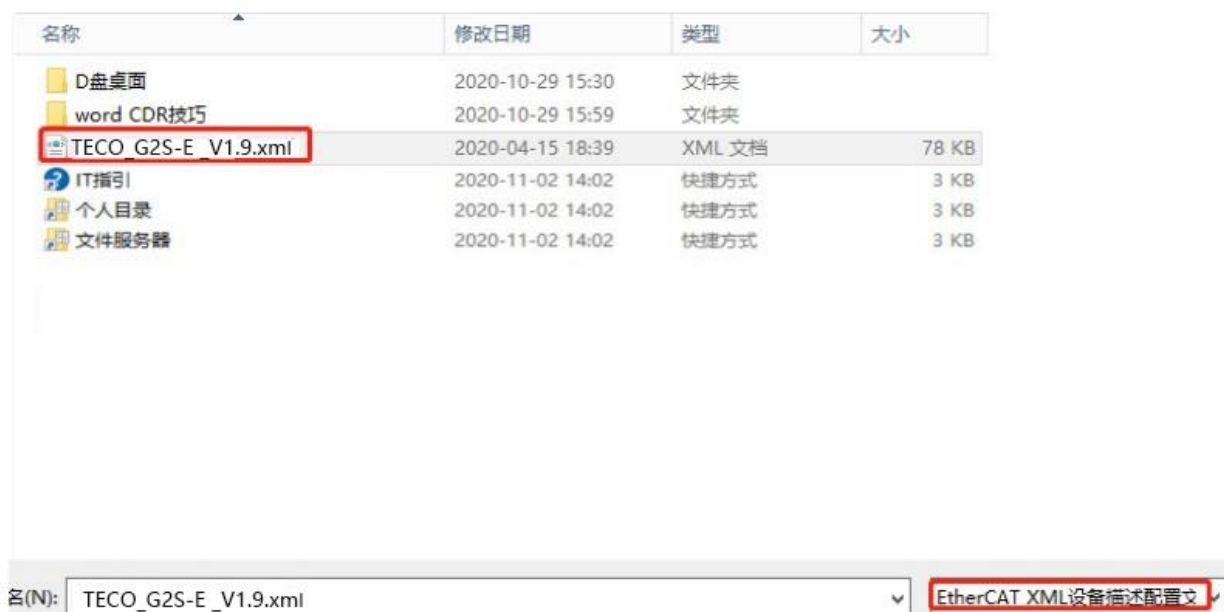 名称 修改日期 类型 大小
D盘桌面 2020-10-29 15:30 文件夹
word CDR技巧 2020-10-29 15:59 文件夹
TECO_G2S-E _V1.9.xml 2020-04-15 18:39 XML 文档 78 KB
IT指引 2020-11-02 14:02 快捷方式 3 KB
个人目录 2020-11-02 14:02 快捷方式 3 KB
文件服务器 2020-11-02 14:02 快捷方式 3 KB
名(N): TECO_G2S-E _V1.9.xml EtherCAT XML设备描述配置文